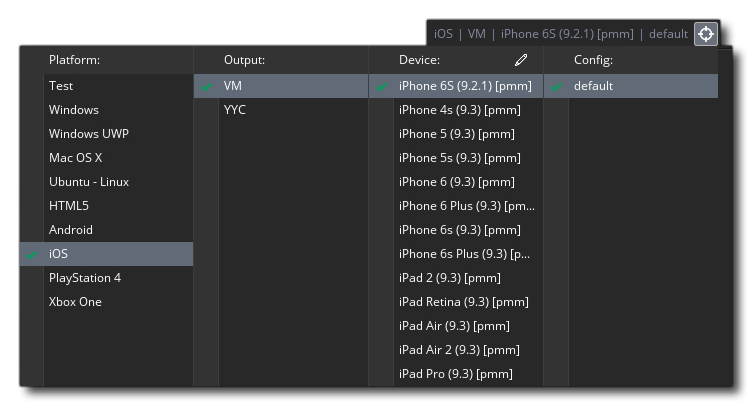 iOS | VM | iPhone 6S (9.2.1) [pmm] | default
Platform:
Test
Windows
Windows UWP
Mac OS X
Ubuntu - Linux
HTML5
Android
iOS
PlayStation 4
Xbox One
Output:
VM
YYC
Device:
iPhone 6S (9.2.1) [pmm]
iPhone 4s (9.3) [pmm]
iPhone 5 (9.3) [pmm]
iPhone 5s (9.3) [pmm]
iPhone 6 (9.3) [pmm]
iPhone 6 Plus (9.3) [pm...
iPhone 6s (9.3) [pmm]
iPhone 6s Plus (9.3) [p...
iPad 2 (9.3) [pmm]
iPad Retina (9.3) [pmm]
iPad Air (9.3) [pmm]
iPad Air 2 (9.3) [pmm]
iPad Pro (9.3) [pmm]
Config:
default